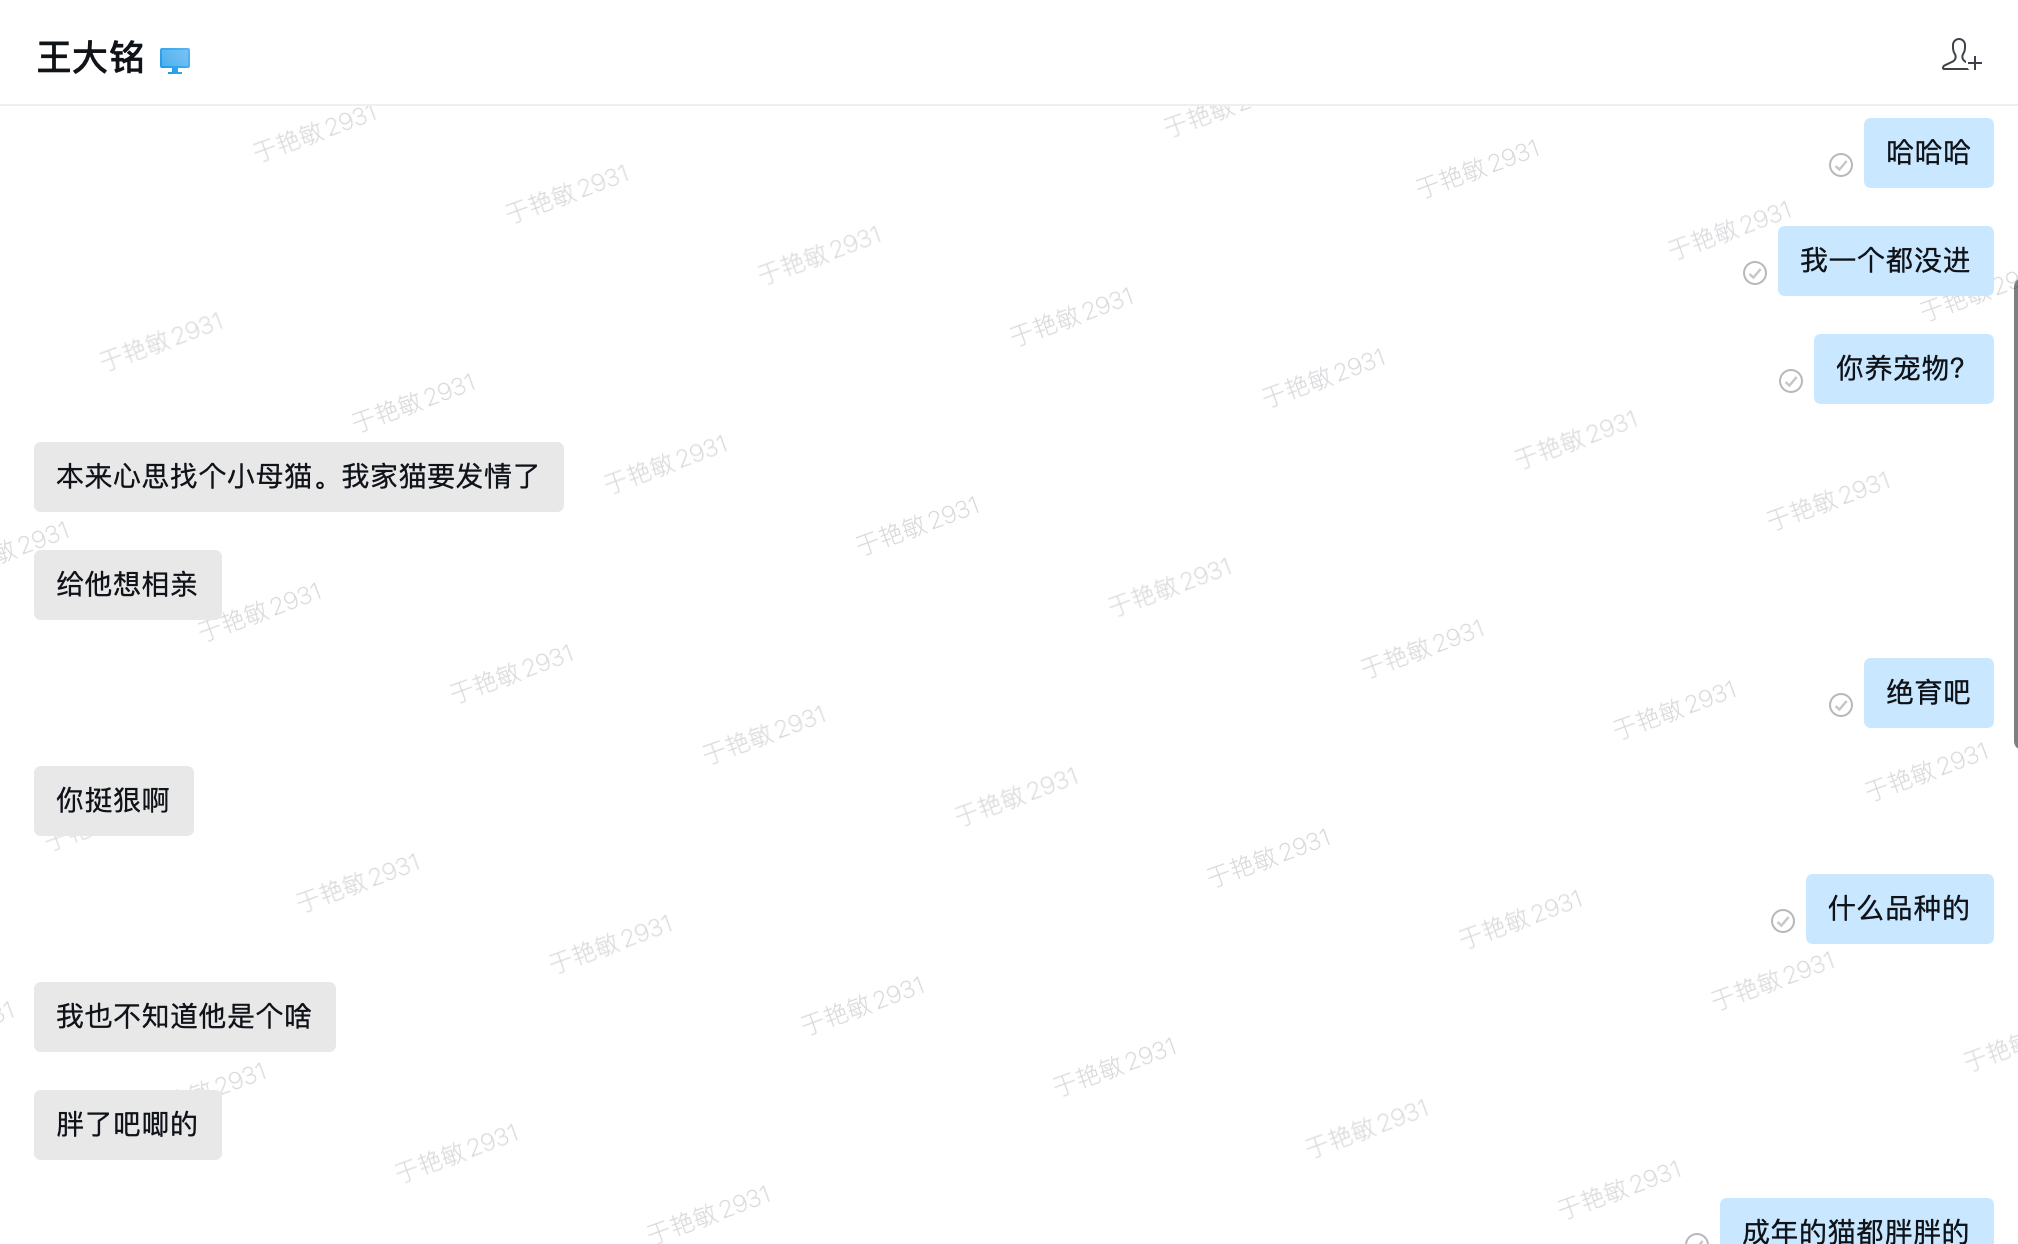 王大铭
哈哈哈
我一个都没进
你养宠物?
本来心思找个小母猫。我家猫要发情了
给他想相亲
绝育吧
你挺狠啊
什么品种的
我也不知道他是个啥
胖了吧唧的
成年的猫都胖胖的
于艳敏2931